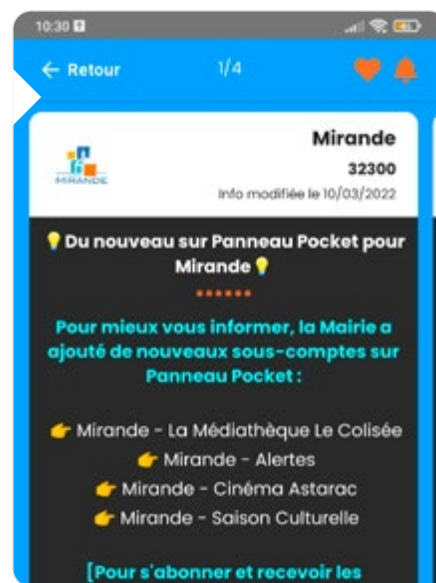 10:30
← Retour
1/4
Mirande
32300
MIRANDE
Info modifiée le 10/03/2022
💡Du nouveau sur Panneau Pocket pour
Mirande💡
••••••
Pour mieux vous informer, la Mairie a
ajouté de nouveaux sous-comptes sur
Panneau Pocket :
👉 Mirande - La Médiathèque Le Colisée
👉 Mirande - Alertes
👉 Mirande - Cinéma Astarac
👉 Mirande - Saison Culturelle
[Pour s'abonner et recevoir les